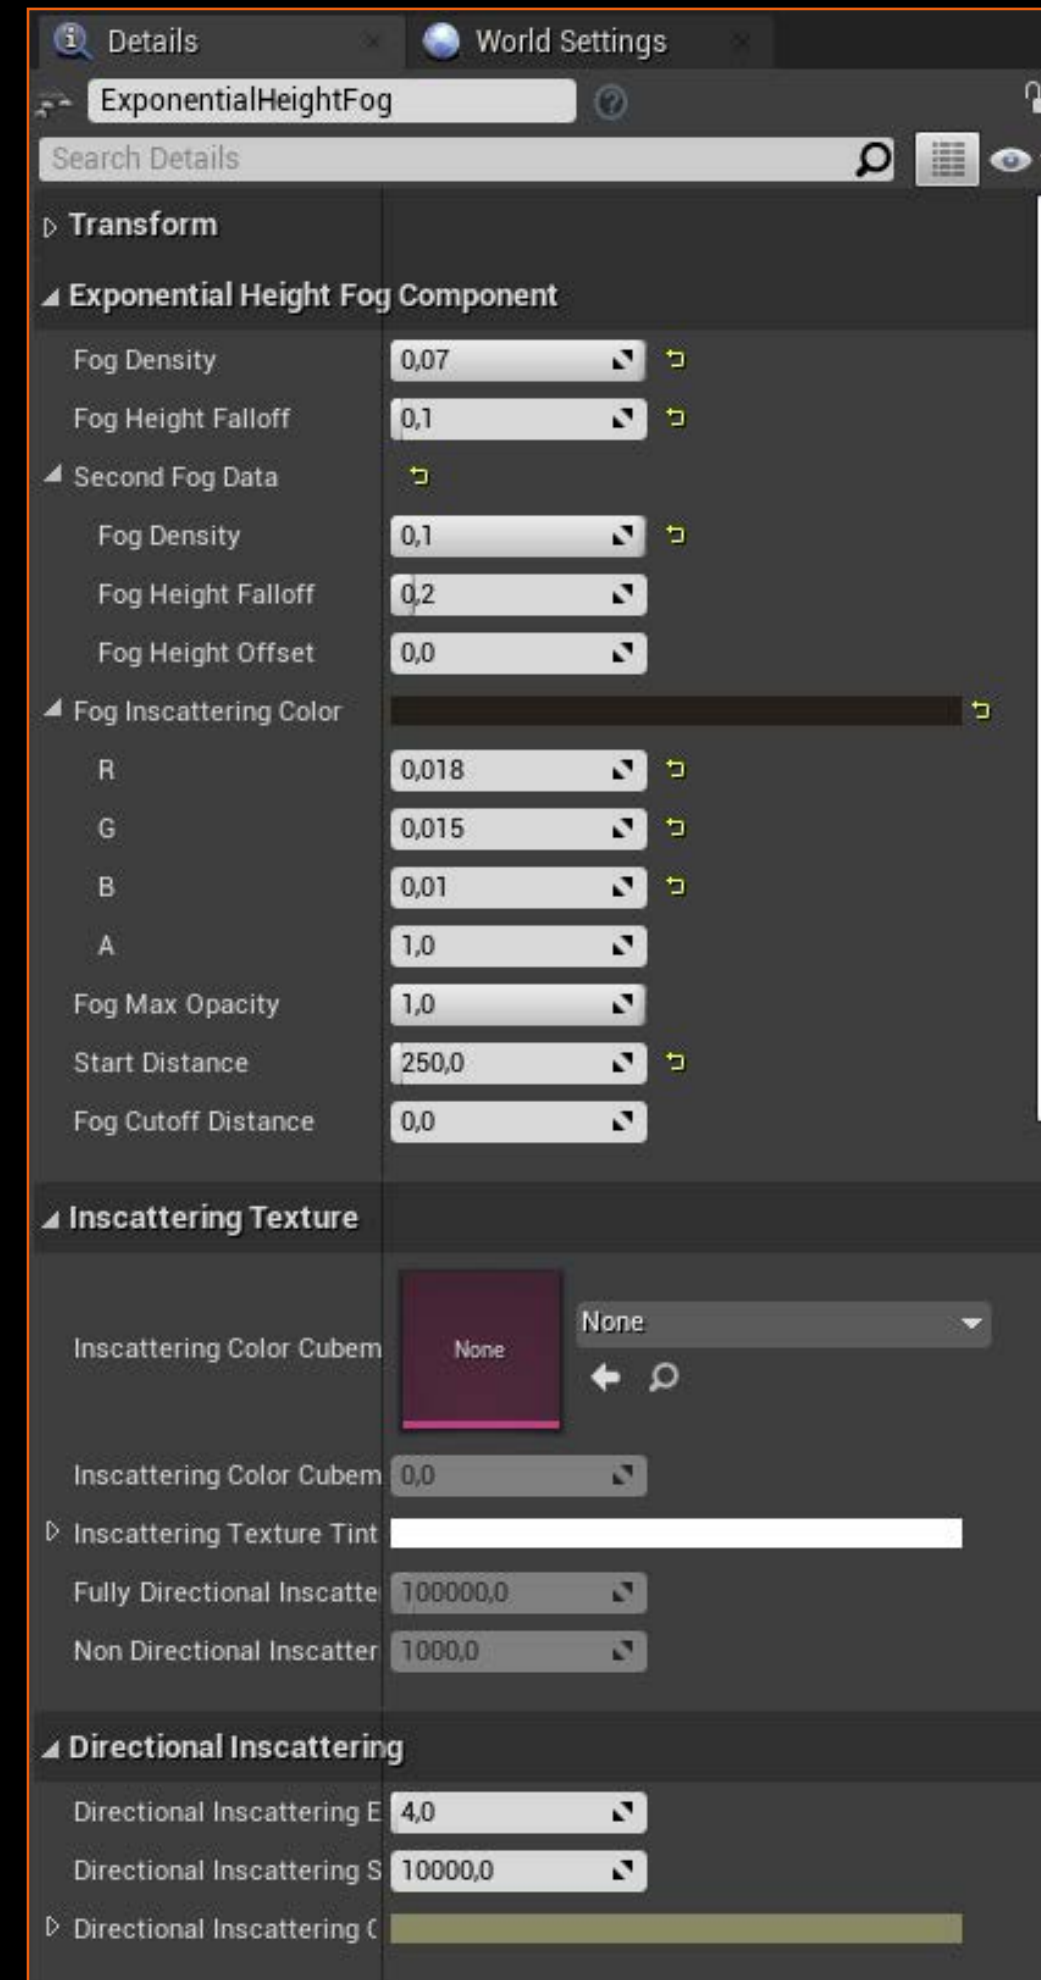 Details
World Settings
ExponentialHeightFog
Search Details
Transform
Exponential Height Fog Component
Fog Density 0,07
Fog Height Falloff 0,1
Second Fog Data
Fog Density 0,1
Fog Height Falloff 0,2
Fog Height Offset 0,0
Fog Inscattering Color
R 0,018
G 0,015
B 0,01
A 1,0
Fog Max Opacity 1,0
Start Distance 250,0
Fog Cutoff Distance 0,0
Inscattering Texture
None
Inscattering Color Cubem None
Inscattering Color Cubem 0,0
Inscattering Texture Tint
Fully Directional Inscatte 100000,0
Non Directional Inscatter 1000,0
Directional Inscattering
Directional Inscattering E 4,0
Directional Inscattering S 10000,0
Directional Inscattering C